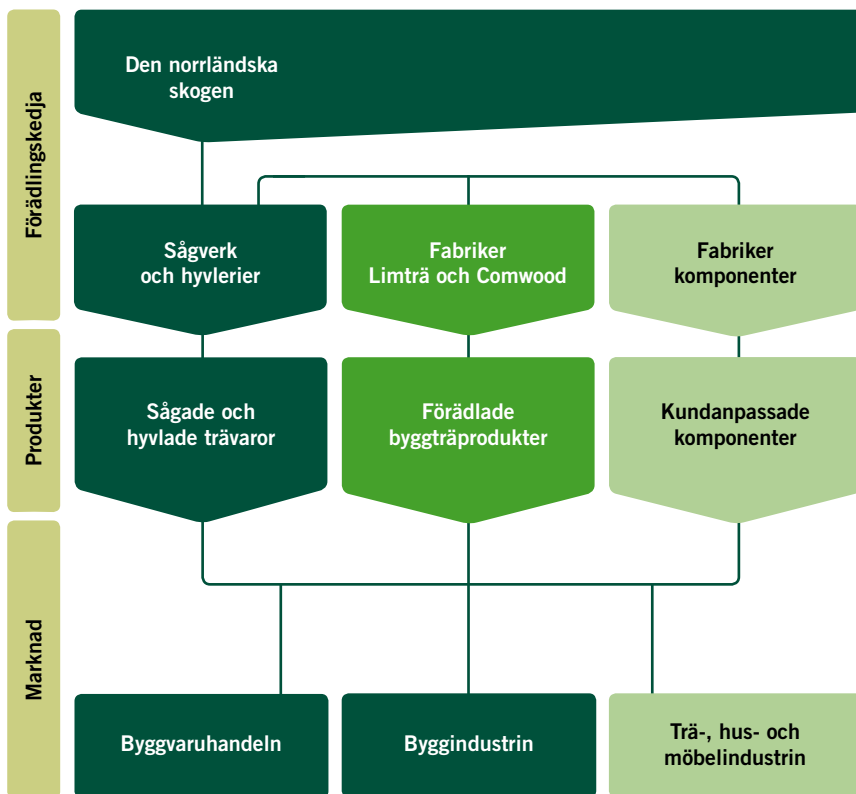 Förädlingskedja
Den norrländska
skogen
Sågverk
och hyvlerier
Fabriker
Limträ och Comwood
Fabriker
komponenter
Produkter
Sågade och
hyvlade trävaror
Förädlade
byggträprodukter
Kundanpassade
komponenter
Marknad
Byggvaruhandeln
Byggindustrin
Trä-, hus- och
möbelindustrin